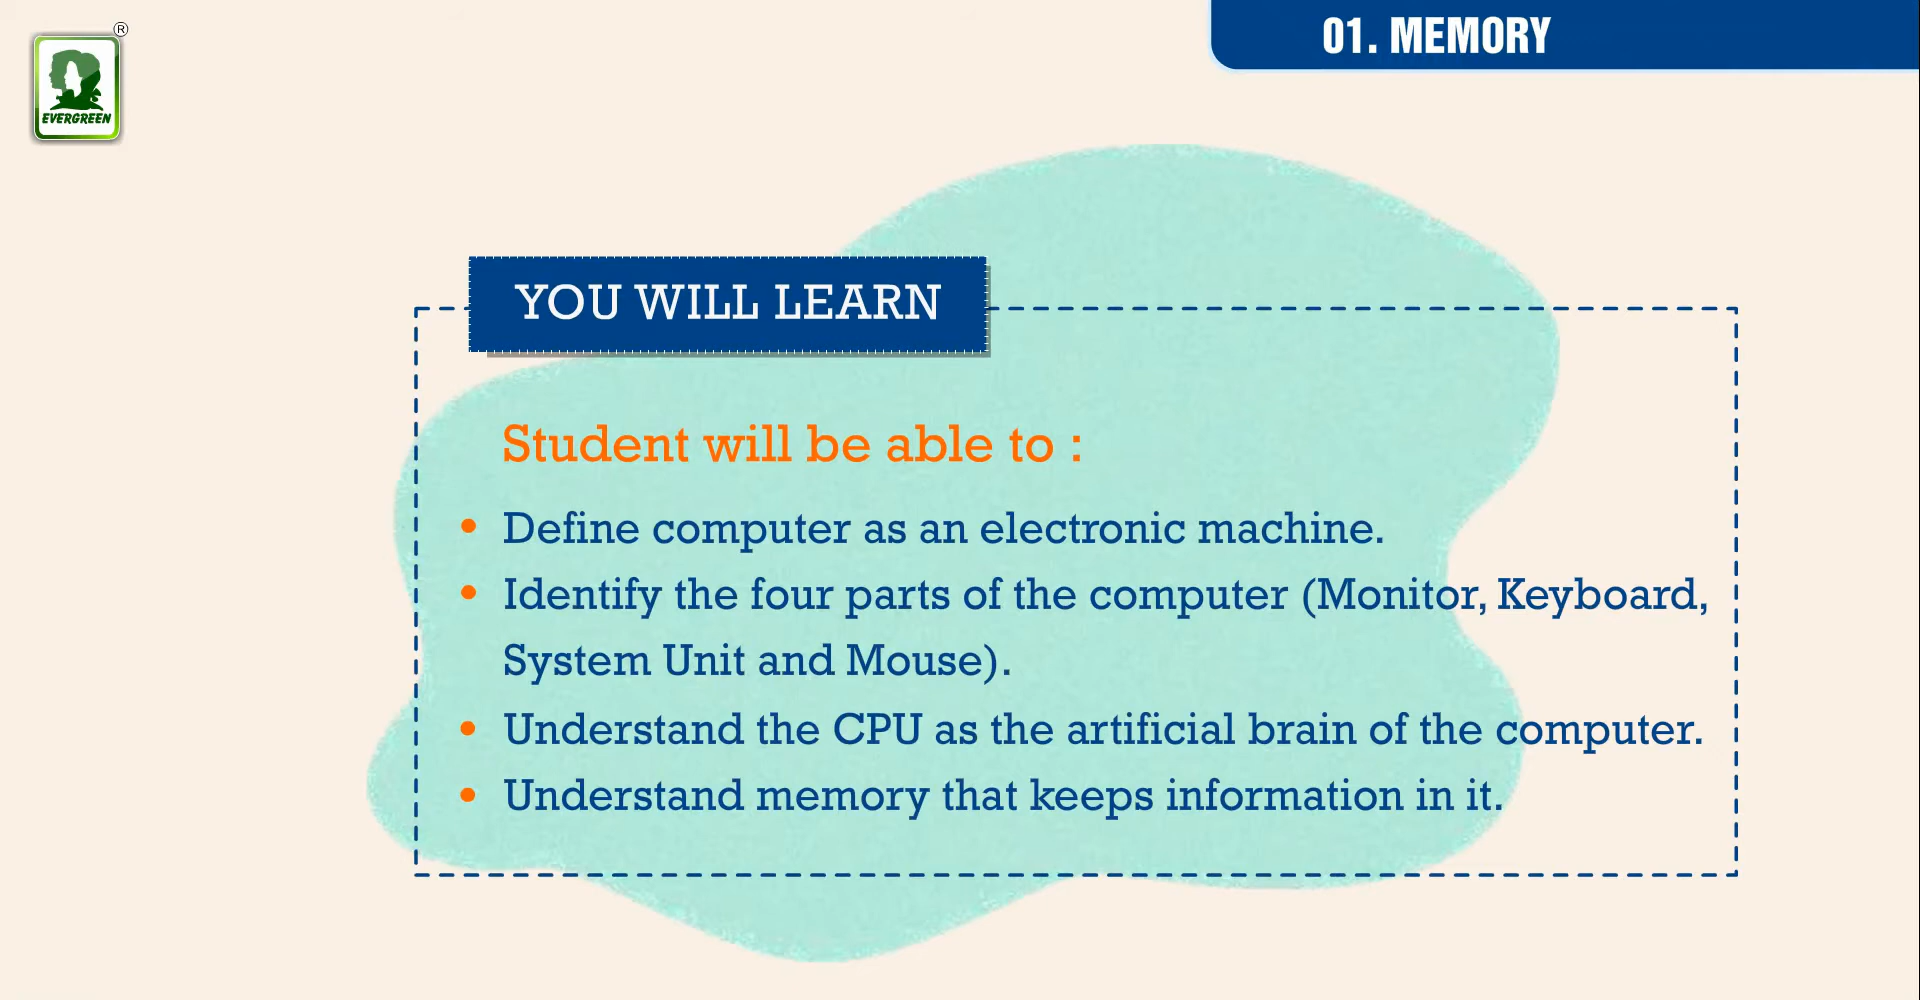 01. MEMORY
®
EVERGREEN
YOU WILL LEARN
Student will be able to :
• Define computer as an electronic machine.
• Identify the four parts of the computer (Monitor, Keyboard,
System Unit and Mouse).
• Understand the CPU as the artificial brain of the computer.
• Understand memory that keeps information in it.